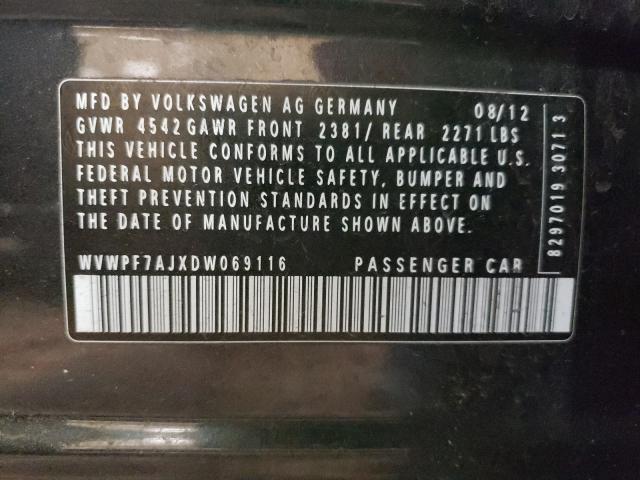 MFD BY VOLKSWAGEN AG GERMANY 08/12
GVWR 4542 GAWR FRONT 2381/ REAR 2271 LBS
THIS VEHICLE CONFORMS TO ALL APPLICABLE U.S.
FEDERAL MOTOR VEHICLE SAFETY, BUMPER AND
THEFT PREVENTION STANDARDS IN EFFECT ON
THE DATE OF MANUFACTURE SHOWN ABOVE.
WVWPF7AJXDW069116 PASSENGER CAR
8297019 3071 3